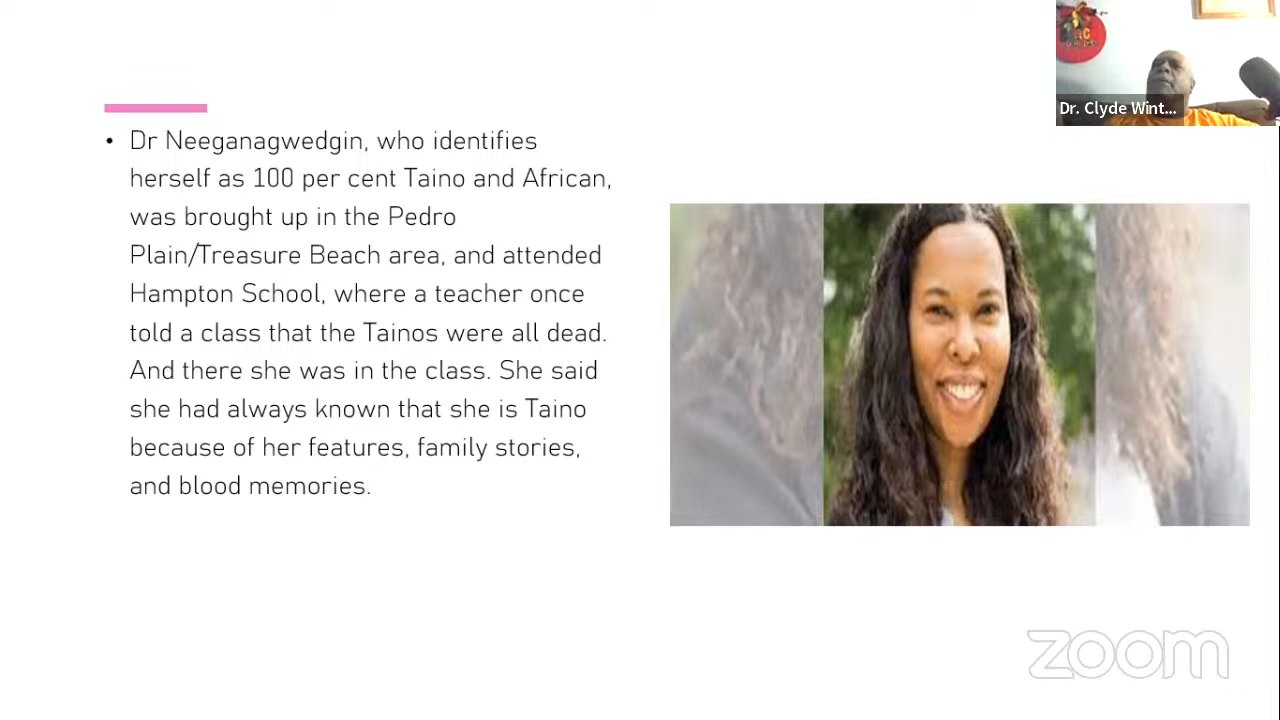 Dr. Clyde Wint...
• Dr Neeganagwedgin, who identifies
herself as 100 per cent Taino and African,
was brought up in the Pedro
Plain/Treasure Beach area, and attended
Hampton School, where a teacher once
told a class that the Tainos were all dead.
And there she was in the class. She said
she had always known that she is Taino
because of her features, family stories,
and blood memories.
zoom